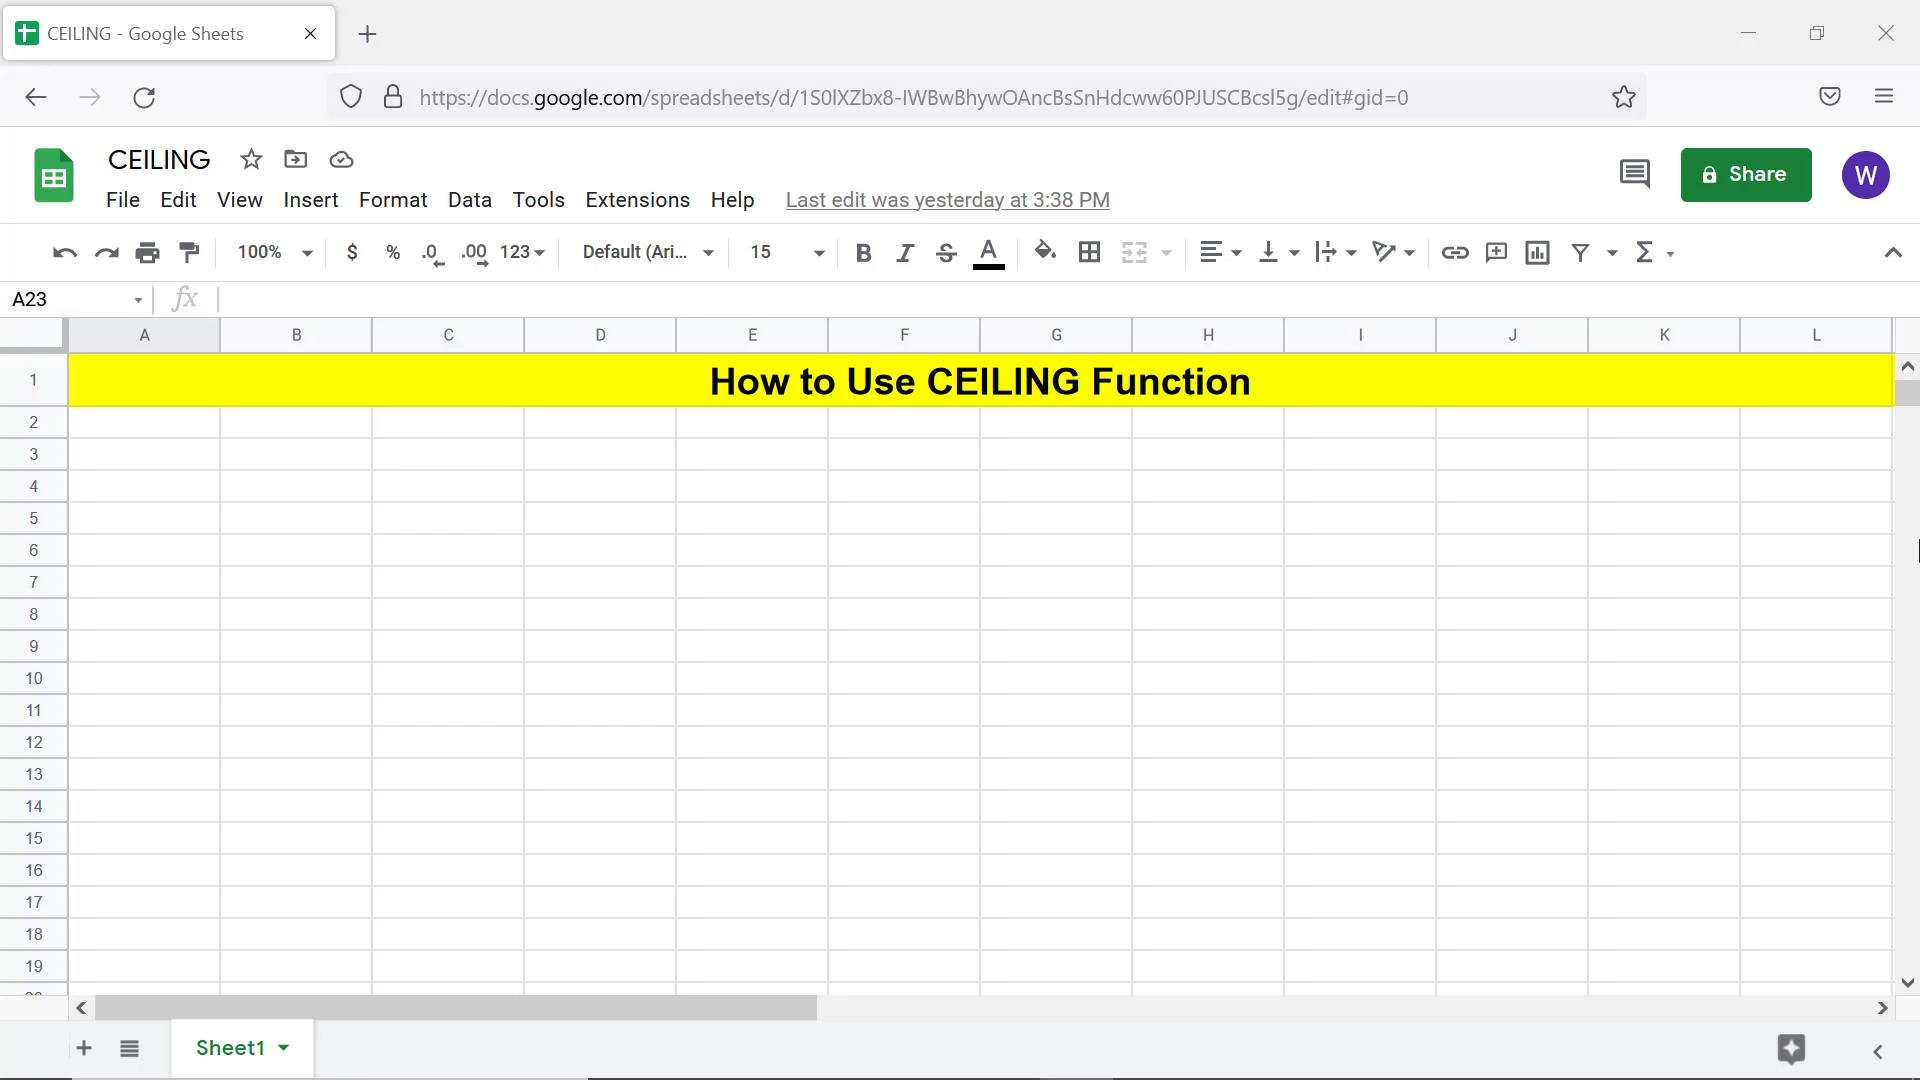 CEILING - Google Sheets
https://docs.google.com/spreadsheets/d/1S0lXZbx8-IWBwBhywOAncBsSnHdcww60PJUSCBcsl5g/edit#gid=0
CEILING
Share
W
File Edit View Insert Format Data Tools Extensions Help Last edit was yesterday at 3:38 PM
100% $ % .0 .00 123 Default (Ari... 15 B I S A Σ
A23 fx
A B C D E F G H I J K L
1 How to Use CEILING Function
2
3
4
5
6
7
8
9
10
11
12
13
14
15
16
17
18
19
20
Sheet1